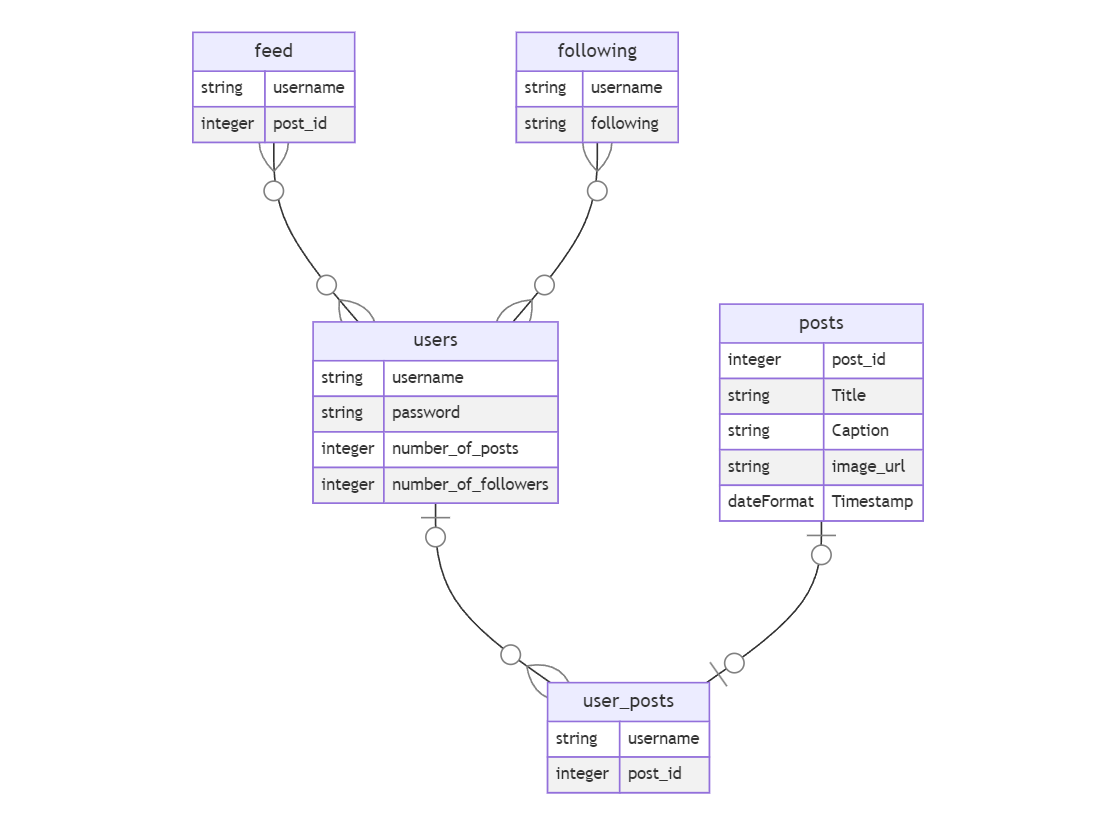 feed
string username
integer post_id
following
string username
string following
users
string username
string password
integer number_of_posts
integer number_of_followers
posts
integer post_id
string Title
string Caption
string image_url
dateFormat Timestamp
user_posts
string username
integer post_id